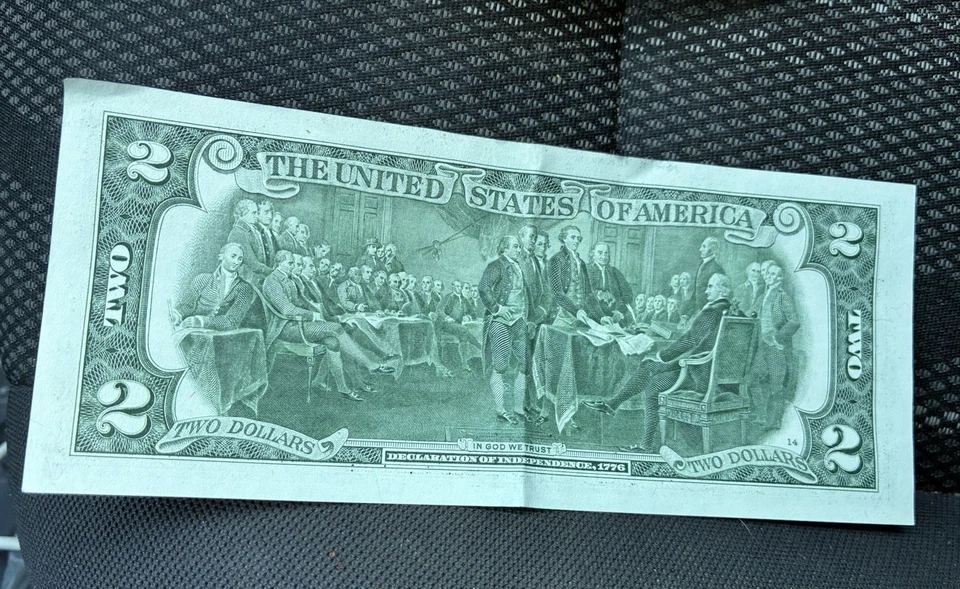 2
THE UNITED STATES OF AMERICA
2
TWO
TWO
2
TWO DOLLARS
IN GOD WE TRUST
DECLARATION OF INDEPENDENCE, 1776
14
TWO DOLLARS
2